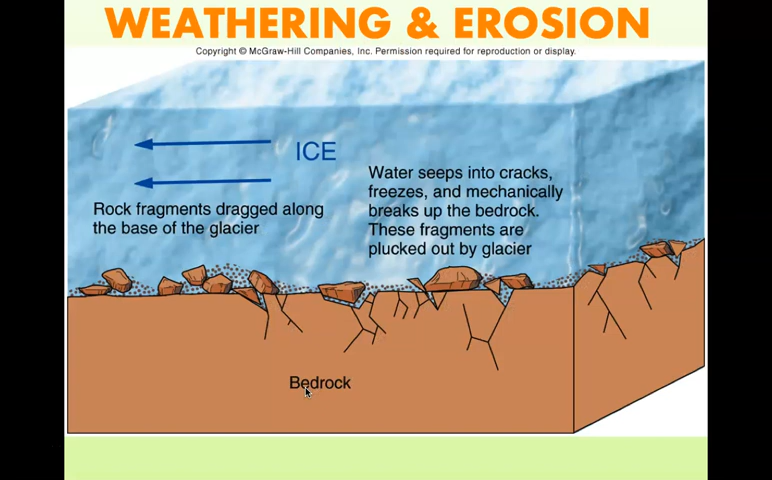 WEATHERING & EROSION
Copyright © McGraw-Hill Companies, Inc. Permission required for reproduction or display.
ICE
Rock fragments dragged along
the base of the glacier
Water seeps into cracks,
freezes, and mechanically
breaks up the bedrock.
These fragments are
plucked out by glacier
Bedrock